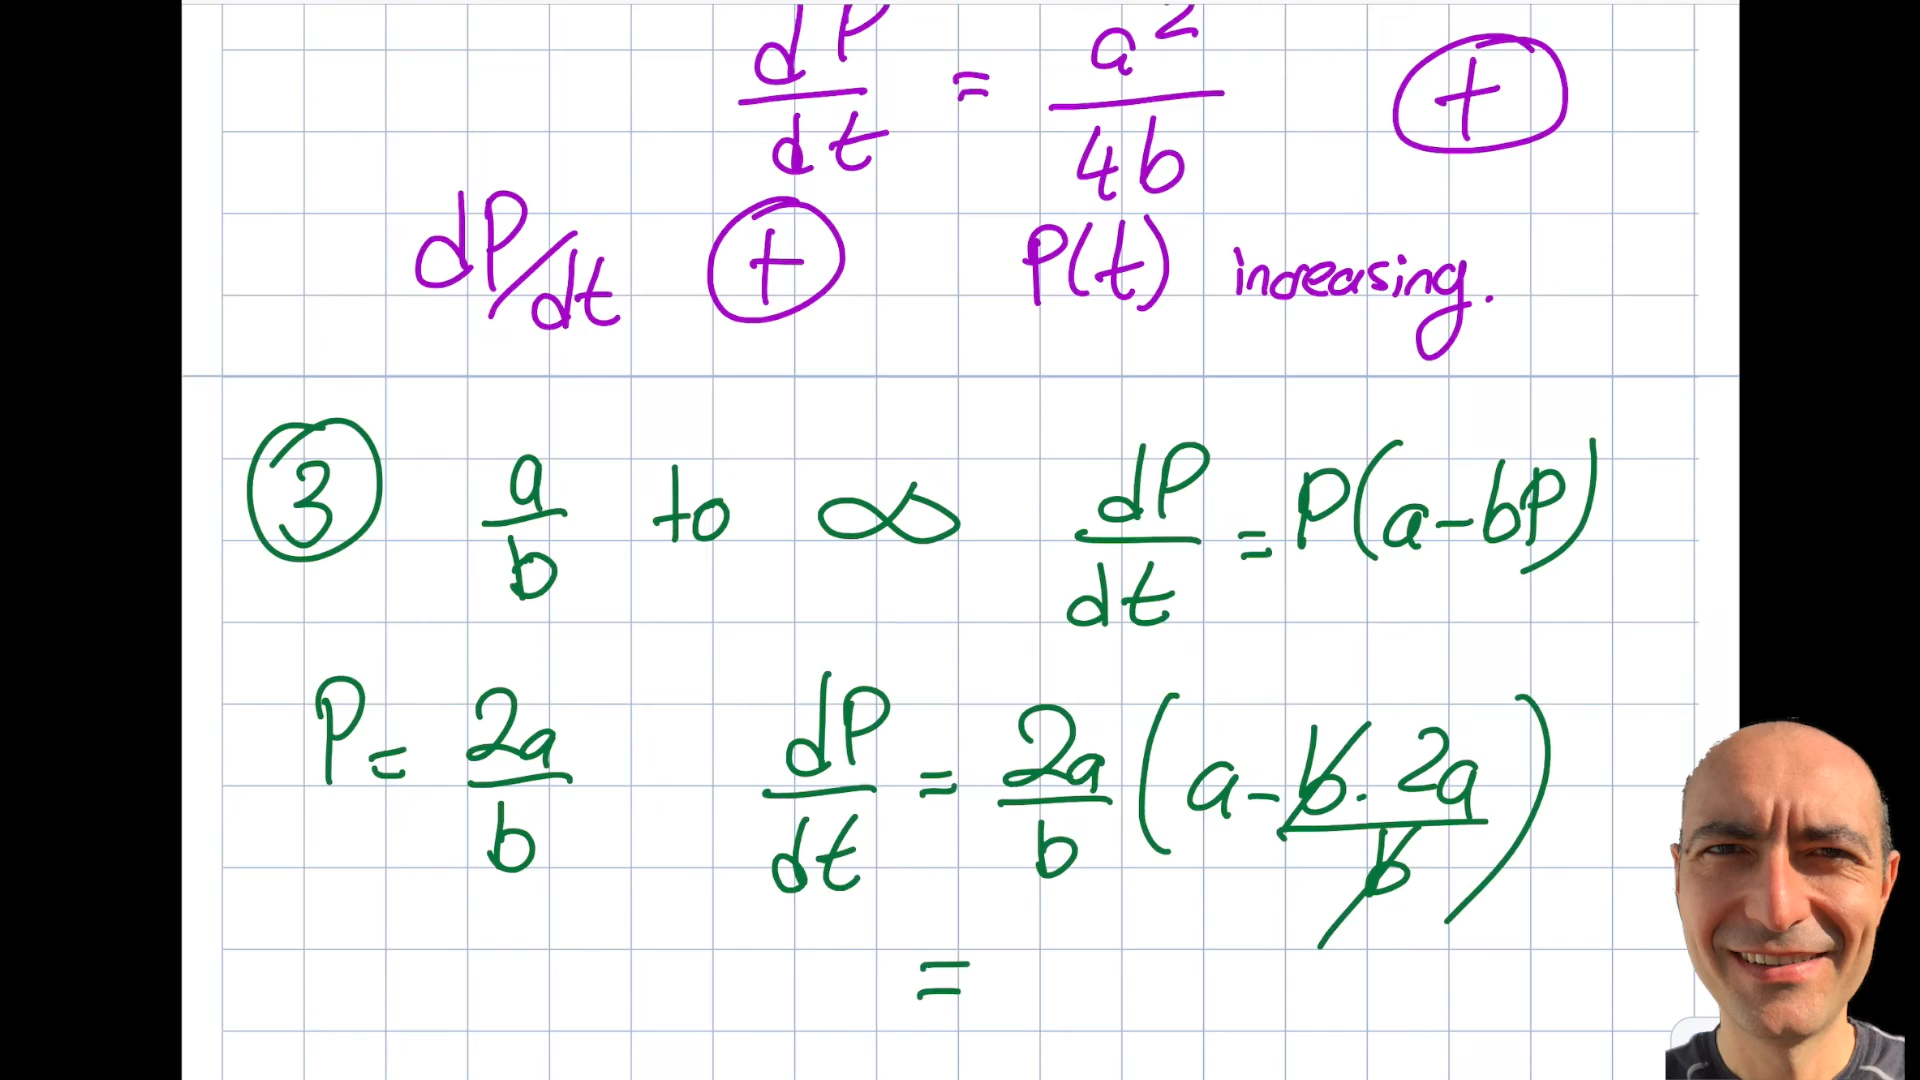 dP/dt = a²/4b +
dP/dt + P(t) increasing.
3 a/b to ∞ dP/dt = P(a-bP)
P = 2a/b dP/dt = 2a/b (a - b·2a/b)
=